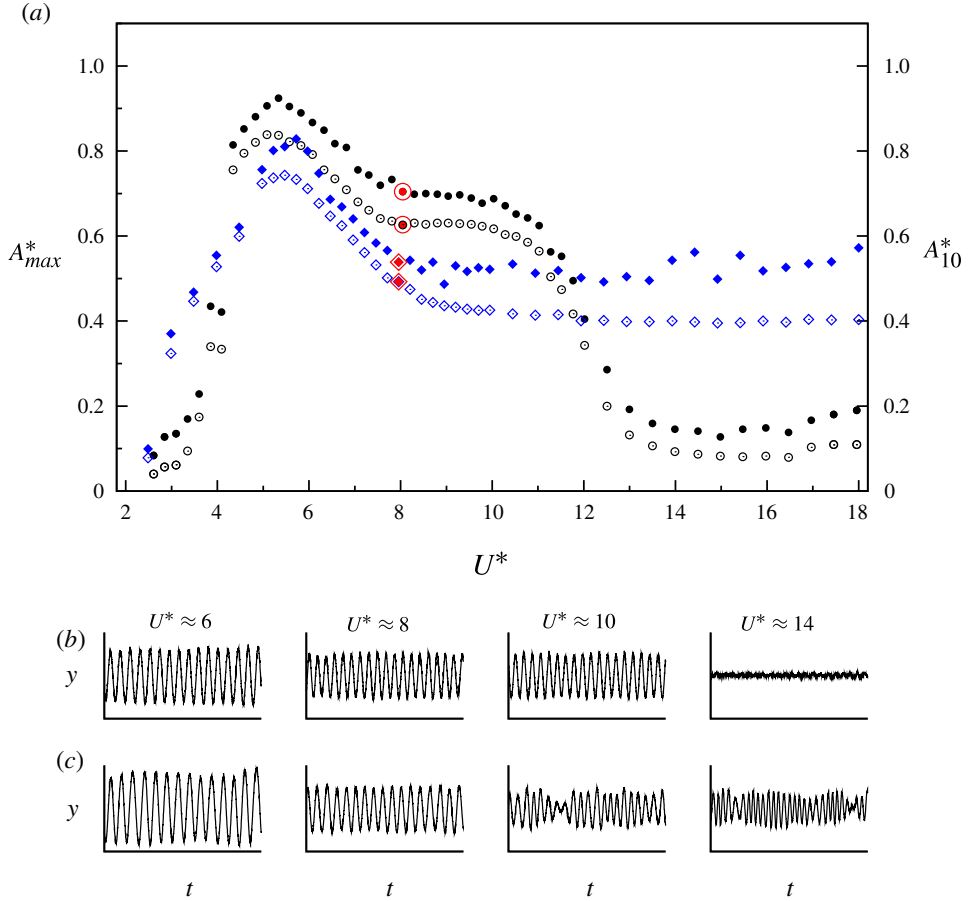 (a)
1.0 1.0
0.8 0.8
0.6 0.6
A*max A*10
0.4 0.4
0.2 0.2
0 0
2 4 6 8 10 12 14 16 18
U*
U* ≈ 6 U* ≈ 8 U* ≈ 10 U* ≈ 14
(b)
y
(c)
y
t t t t